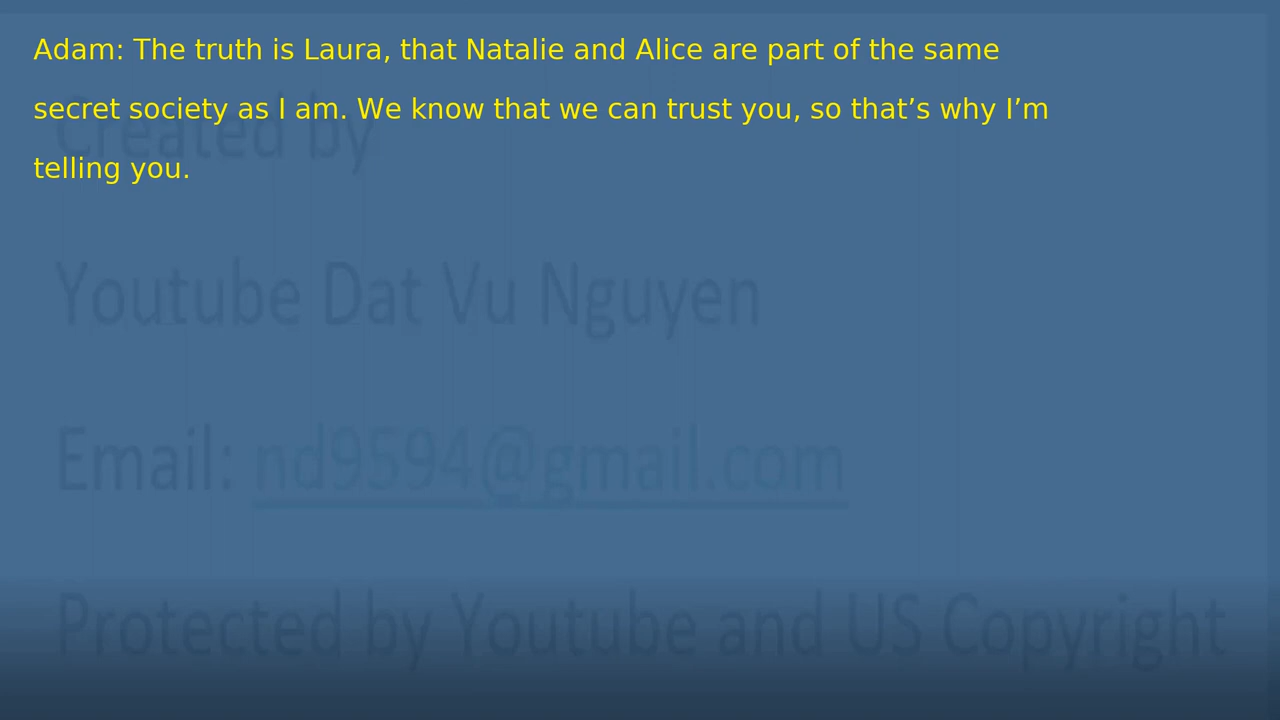 Adam: The truth is Laura, that Natalie and Alice are part of the same
secret society as I am. We know that we can trust you, so that’s why I’m
telling you.
Created by
Youtube Dat Vu Nguyen
Email: nd9594@gmail.com
Protected by Youtube and US Copyright